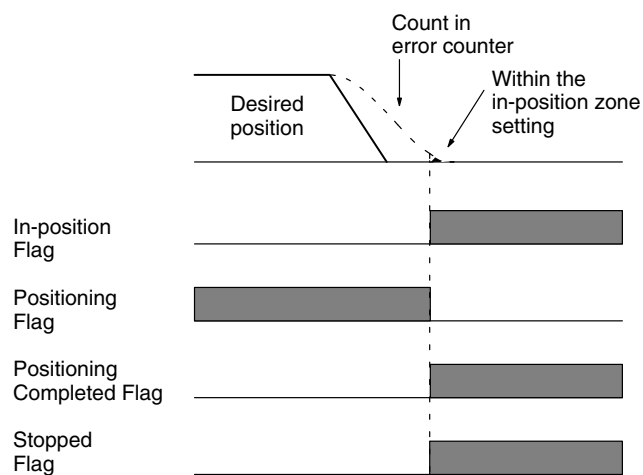 Count in
error counter
Within the
in-position zone
setting
Desired
position
In-position
Flag
Positioning
Flag
Positioning
Completed Flag
Stopped
Flag